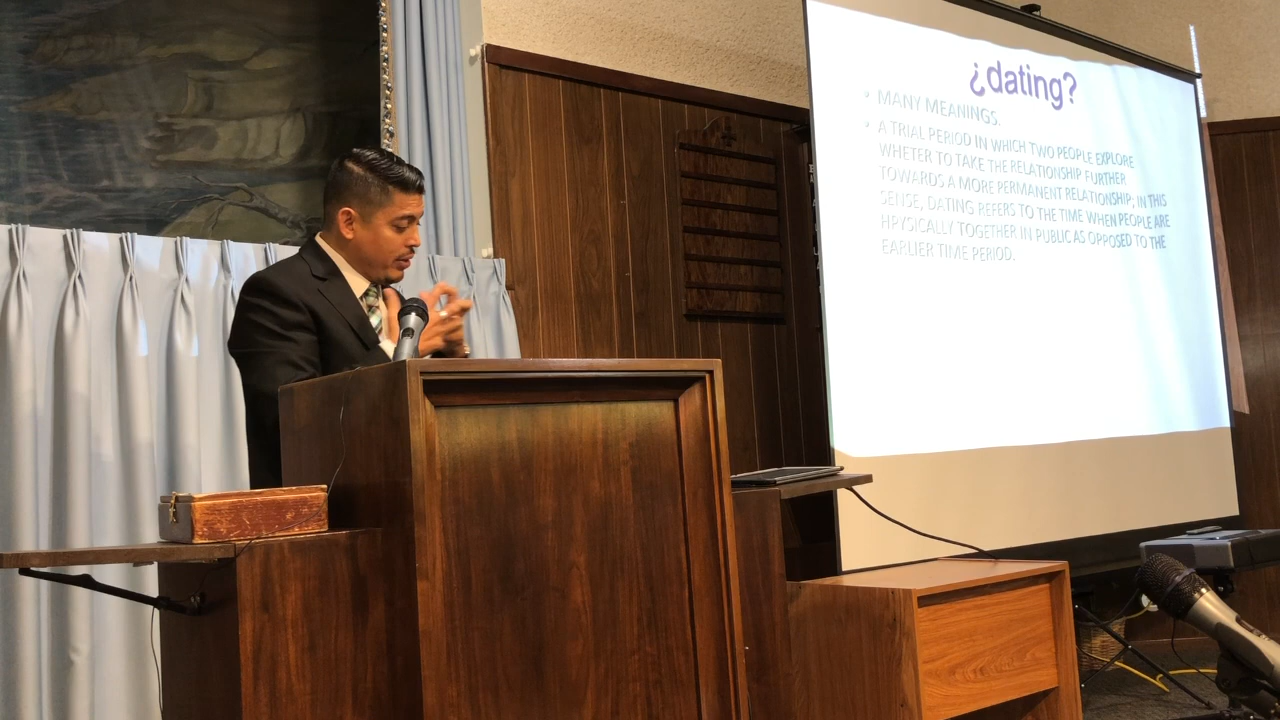 ¿dating?
MANY MEANINGS.
A TRIAL PERIOD IN WHICH TWO PEOPLE EXPLORE
WHETER TO TAKE THE RELATIONSHIP FURTHER
TOWARDS A MORE PERMANENT RELATIONSHIP; IN THIS
SENSE, DATING REFERS TO THE TIME WHEN PEOPLE ARE
HPYSICALLY TOGETHER IN PUBLIC AS OPPOSED TO THE
EARLIER TIME PERIOD.